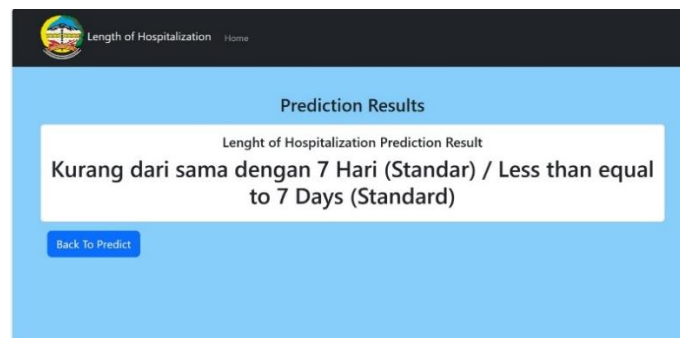 Length of Hospitalization Home
Prediction Results
Lenght of Hospitalization Prediction Result
Kurang dari sama dengan 7 Hari (Standar) / Less than equal
to 7 Days (Standard)
Back To Predict